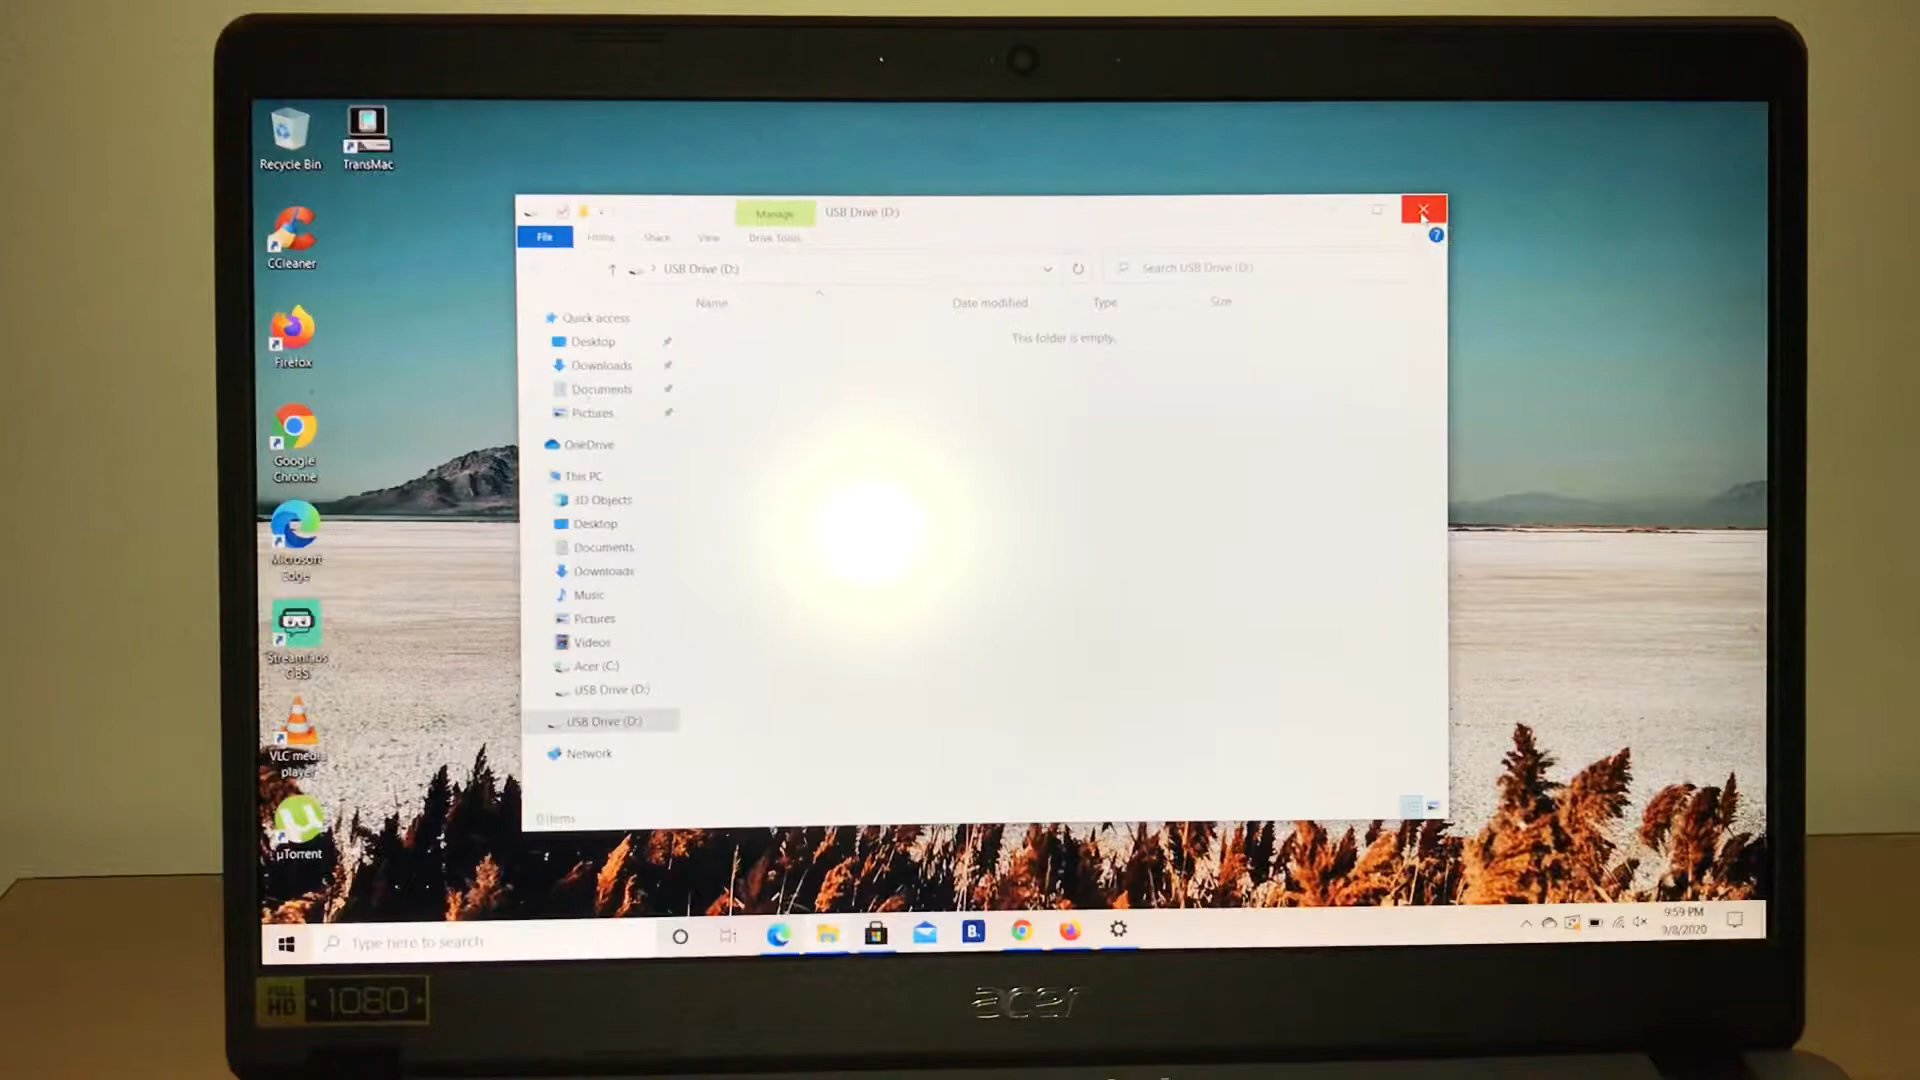 Recycle Bin
TransMac
CCleaner
Firefox
Google
Chrome
Microsoft
Edge
Streamlabs
OBS
VLC media
player
µTorrent
Manage
USB Drive (D:)
File
Home
Share
View
Drive Tools
USB Drive (D:)
Search USB Drive (D:)
Name
Date modified
Type
Size
This folder is empty.
Quick access
Desktop
Downloads
Documents
Pictures
OneDrive
This PC
3D Objects
Desktop
Documents
Downloads
Music
Pictures
Videos
Acer (C:)
USB Drive (D:)
USB Drive (D:)
Network
0 items
Type here to search
B.
9:59 PM
9/8/2020
FULL
HD
1080
acer